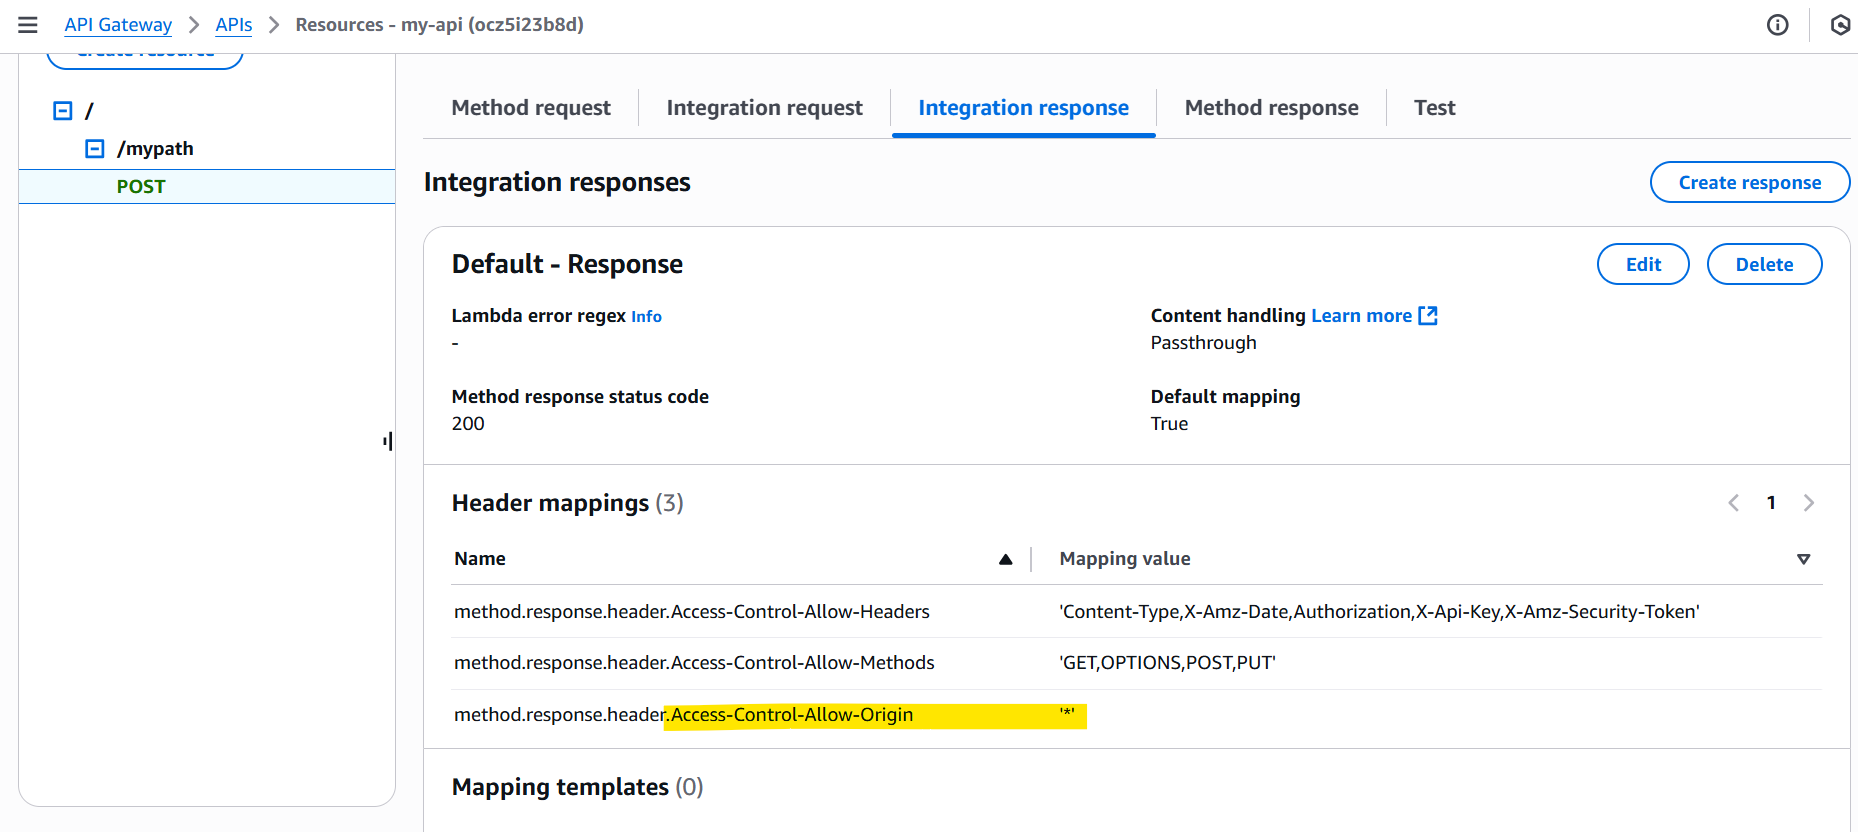 API Gateway > APIs > Resources - my-api (ocz5i23b8d)
Create resource
/
/mypath
POST
Method request
Integration request
Integration response
Method response
Test
Integration responses
Create response
Default - Response
Edit
Delete
Lambda error regex Info
-
Content handling Learn more
Passthrough
Method response status code
200
Default mapping
True
Header mappings (3)
1
Name
Mapping value
method.response.header.Access-Control-Allow-Headers 'Content-Type,X-Amz-Date,Authorization,X-Api-Key,X-Amz-Security-Token'
method.response.header.Access-Control-Allow-Methods 'GET,OPTIONS,POST,PUT'
method.response.header.Access-Control-Allow-Origin '*'
Mapping templates (0)